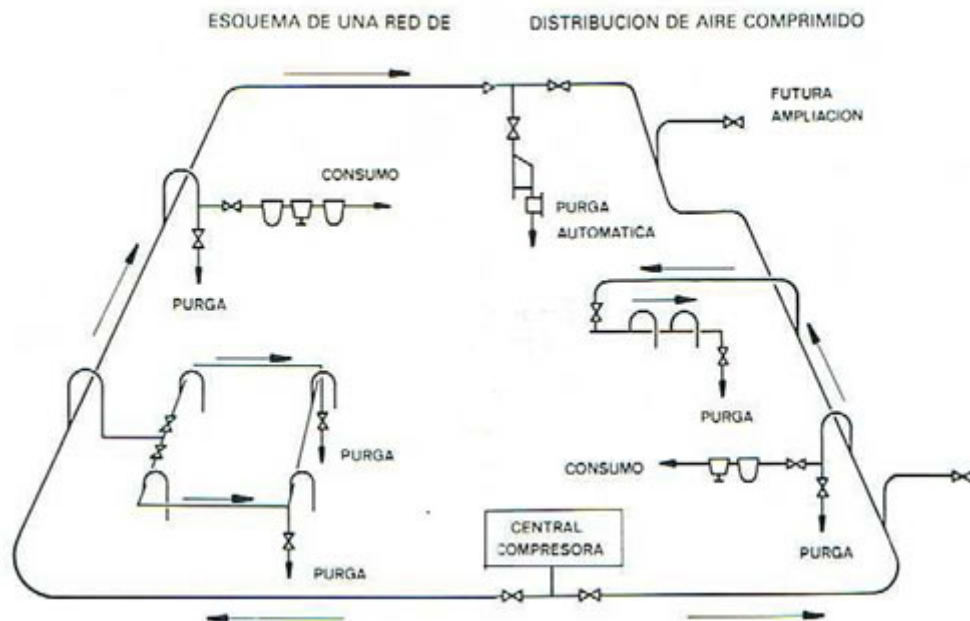 ESQUEMA DE UNA RED DE DISTRIBUCION DE AIRE COMPRIMIDO
FUTURA
AMPLIACION
CONSUMO
PURGA
AUTOMATICA
PURGA
PURGA
PURGA
CONSUMO
CENTRAL
COMPRESORA
PURGA
PURGA